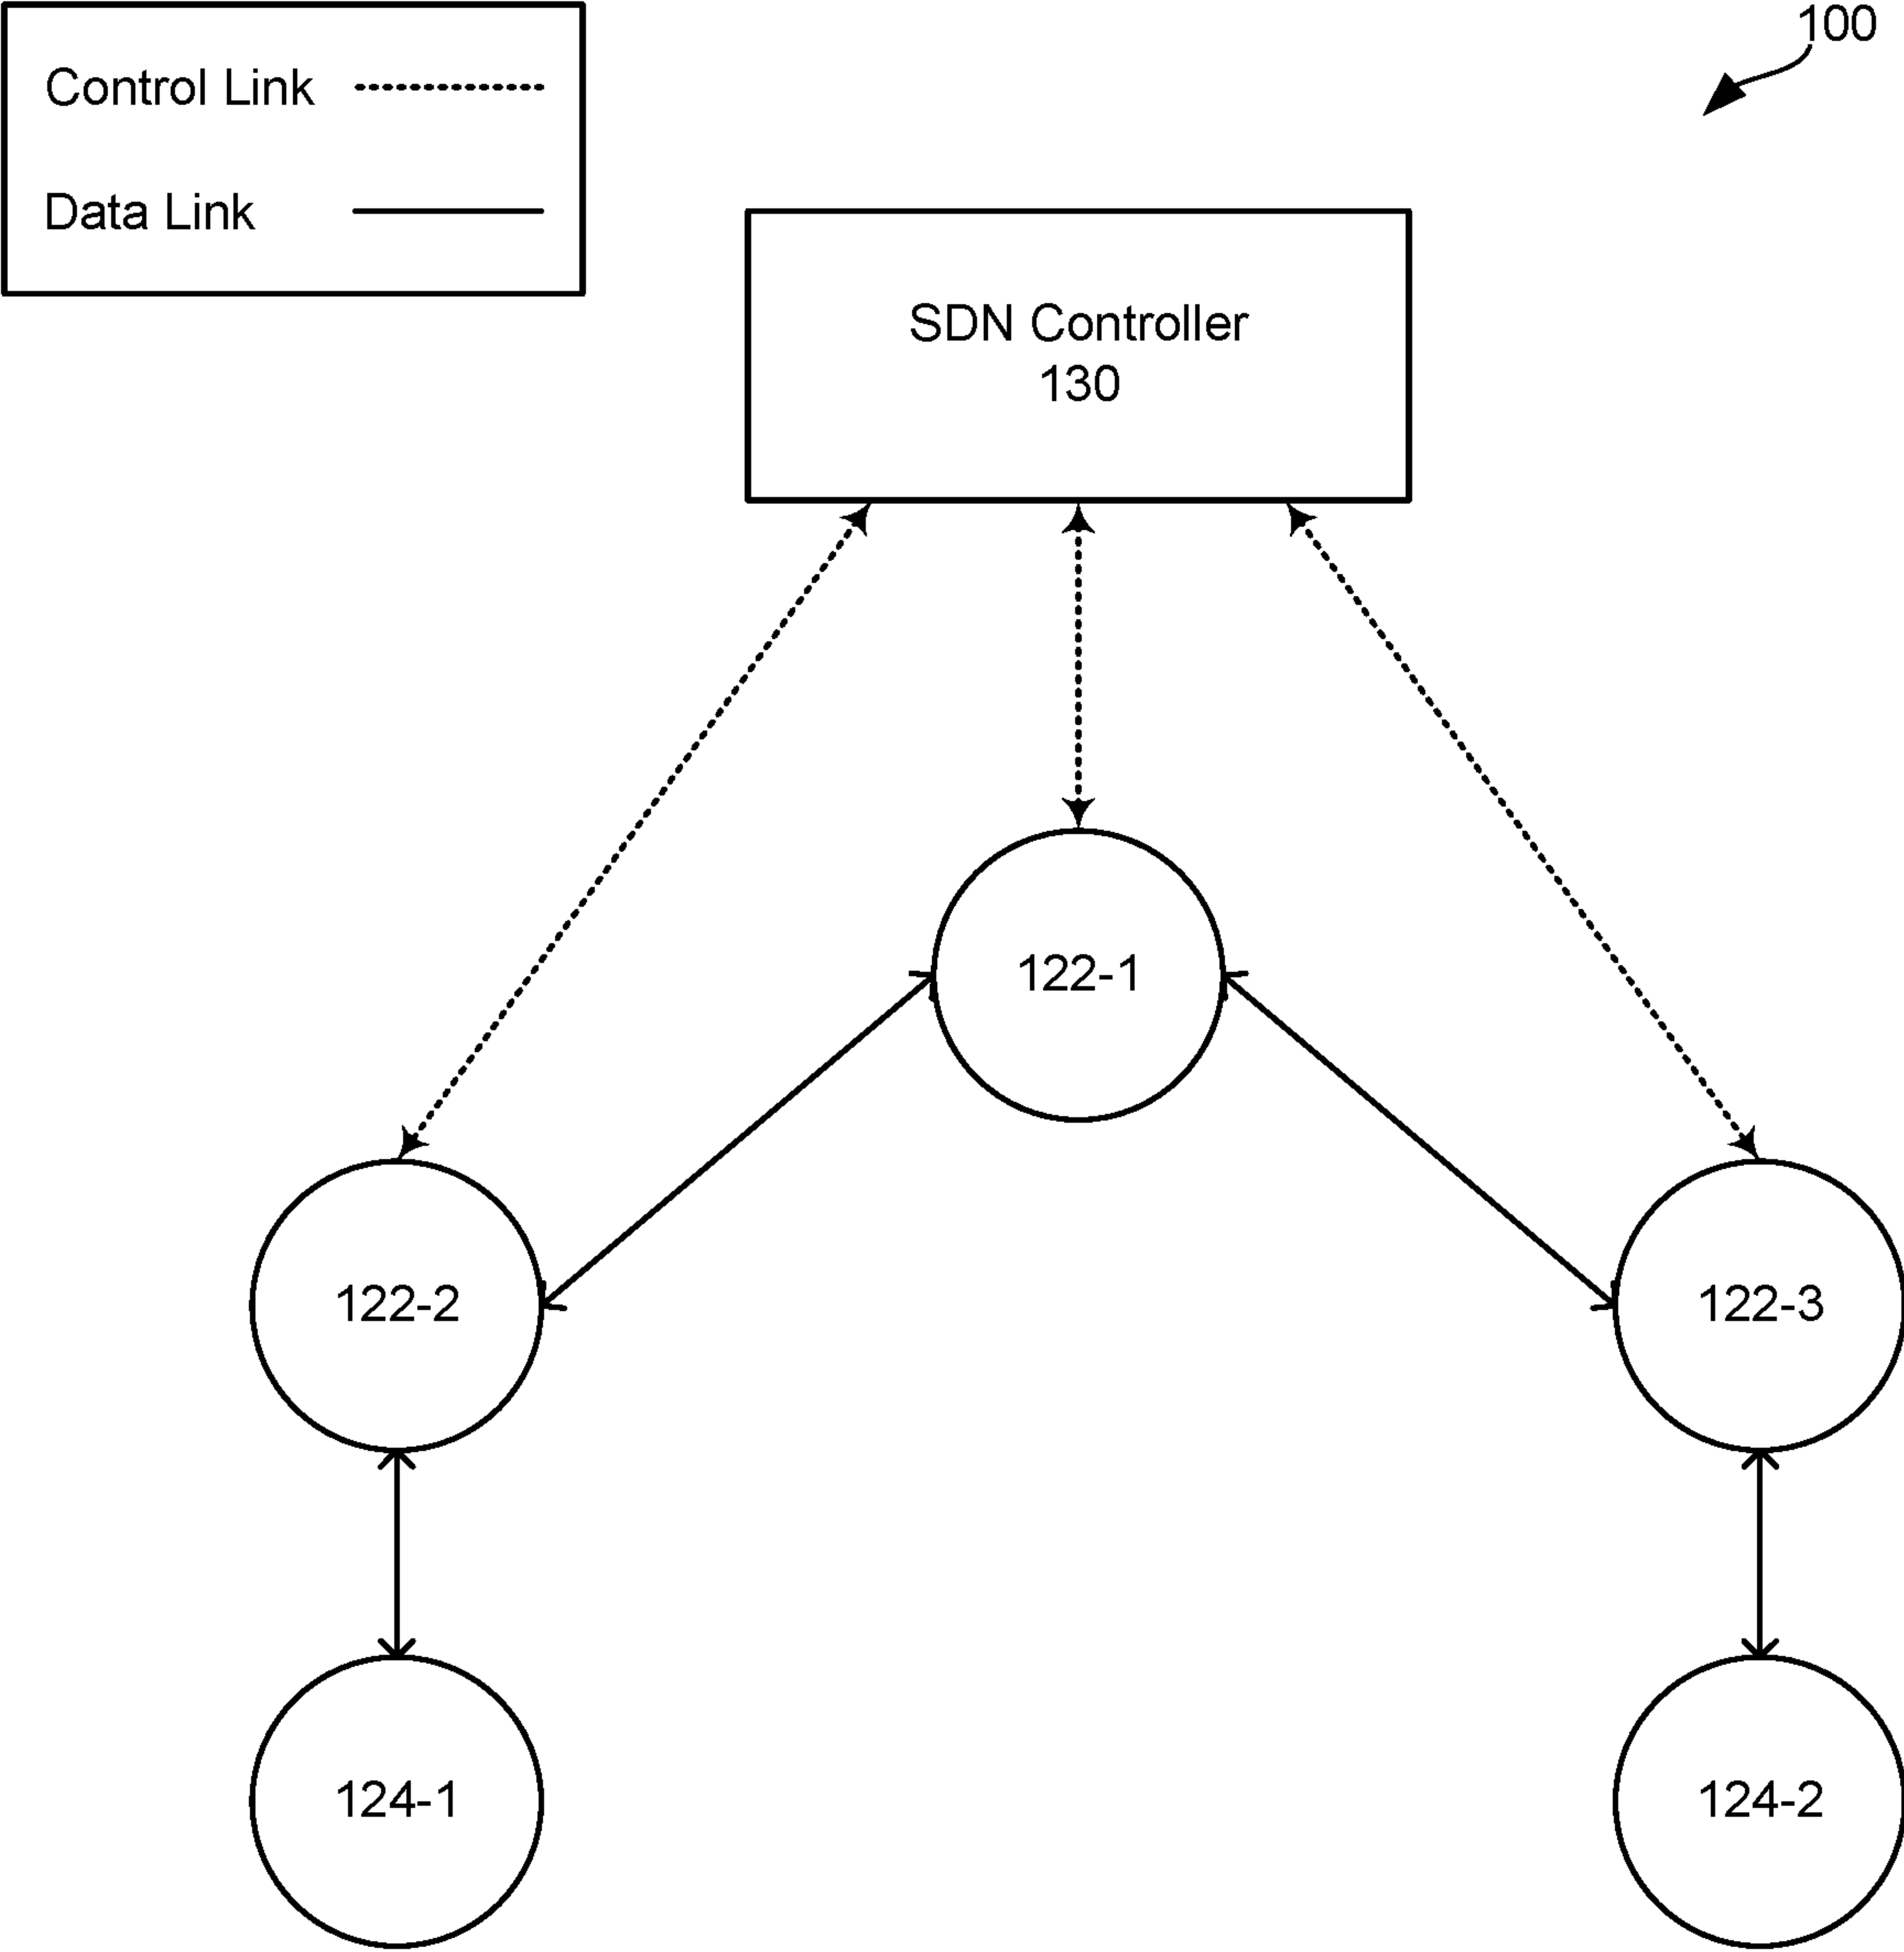 100
Control Link
Data Link
SDN Controller
130
122-1
122-2
122-3
124-1
124-2